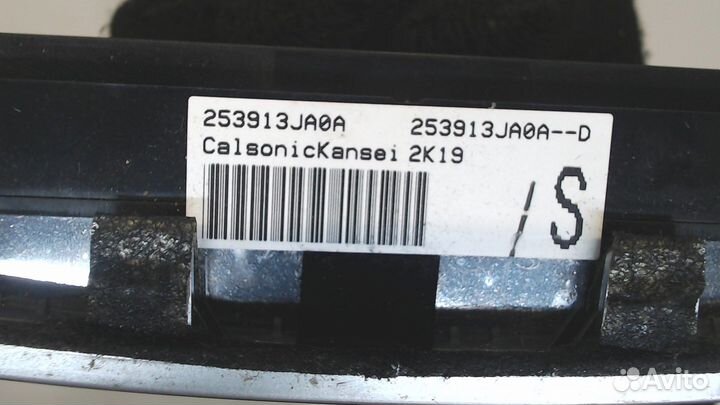 253913JA0A 253913JA0A--D
CalsonicKansei 2K19
S
Avito